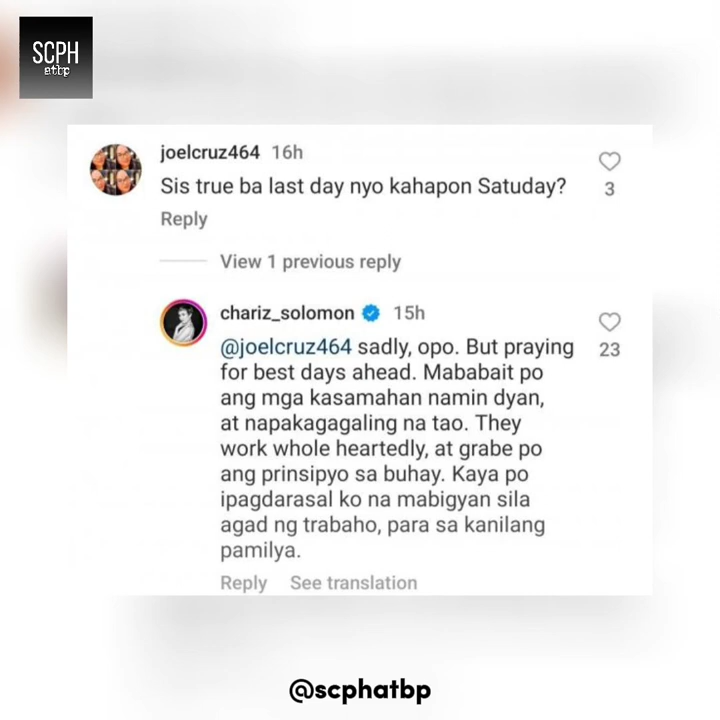 SCPH
atbp
joelcruz464 16h
Sis true ba last day nyo kahapon Satuday?
3
Reply
View 1 previous reply
chariz_solomon 15h
@joelcruz464 sadly, opo. But praying
for best days ahead. Mababait po
ang mga kasamahan namin dyan,
at napakagagaling na tao. They
work whole heartedly, at grabe po
ang prinsipyo sa buhay. Kaya po
ipagdarasal ko na mabigyan sila
agad ng trabaho, para sa kanilang
pamilya.
23
Reply See translation
@scphatbp